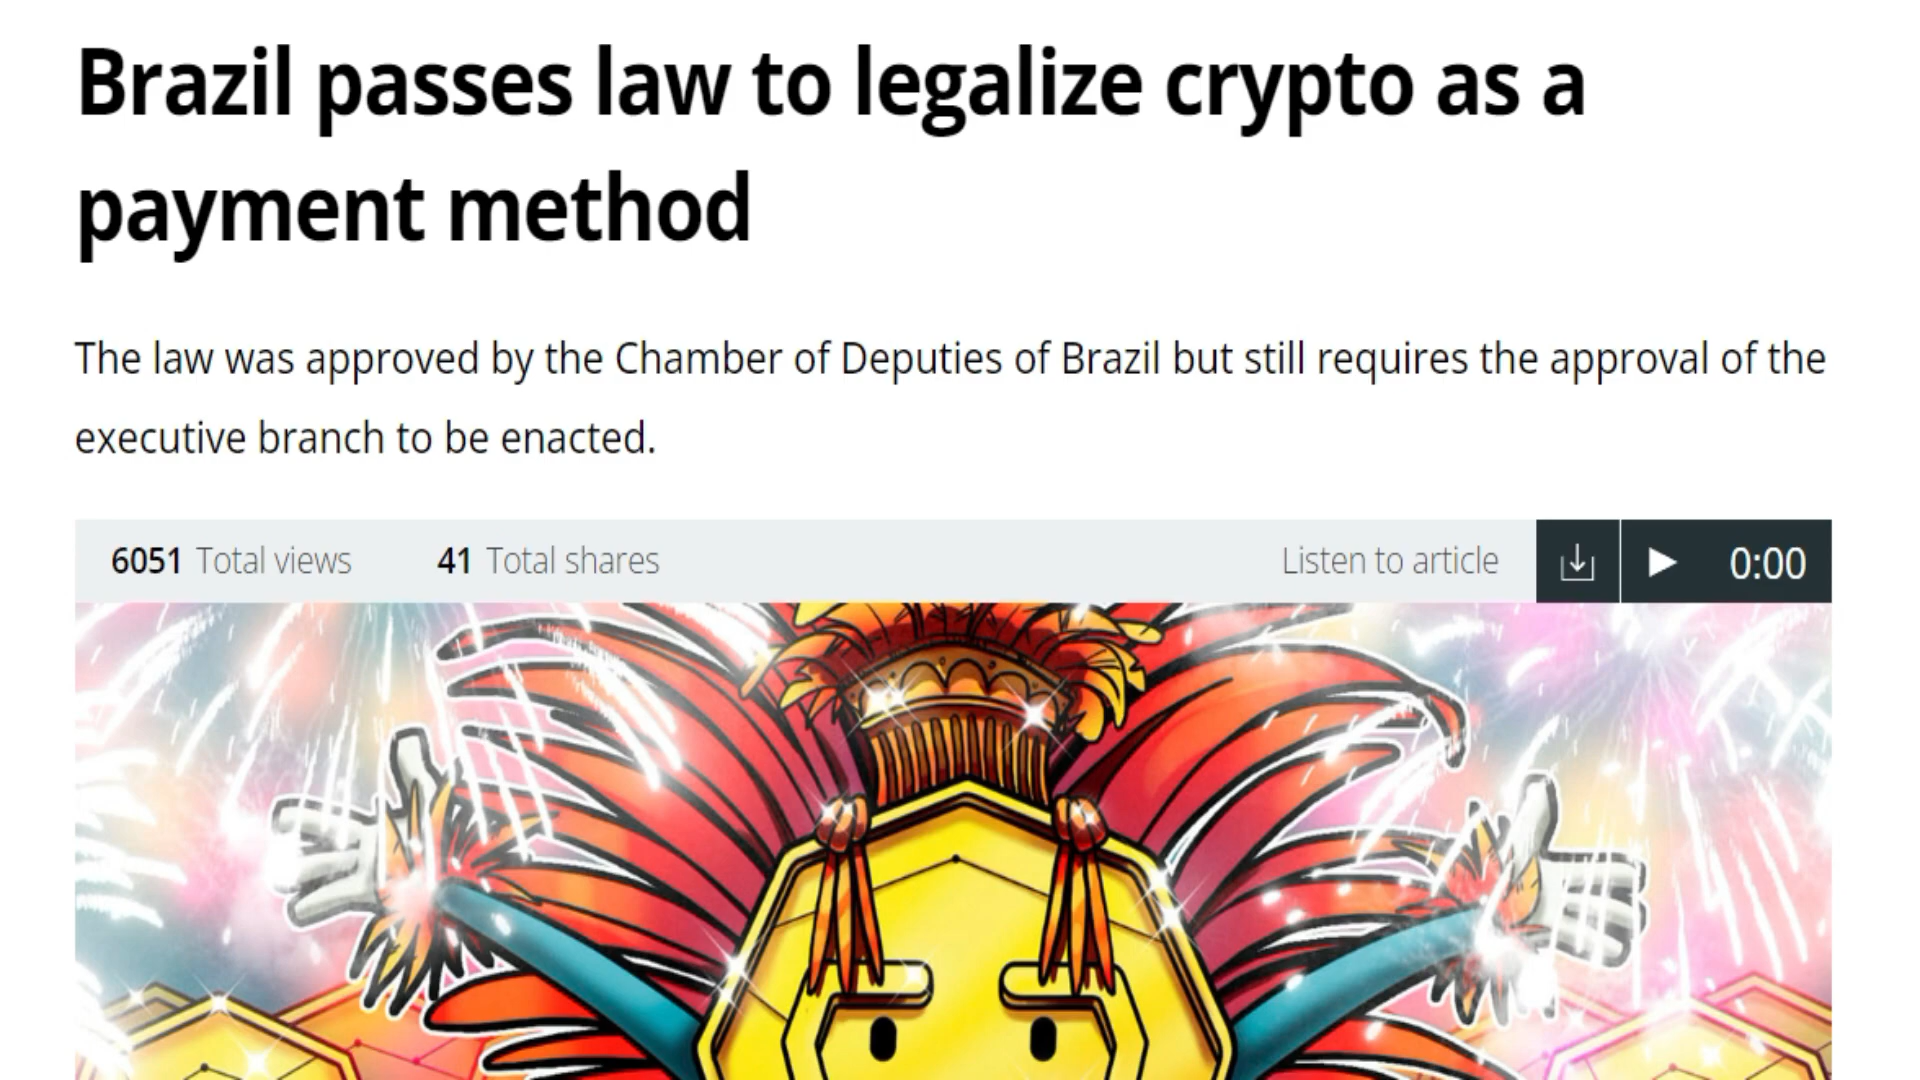 Brazil passes law to legalize crypto as a
payment method
The law was approved by the Chamber of Deputies of Brazil but still requires the approval of the
executive branch to be enacted.
6051 Total views 41 Total shares Listen to article 0:00